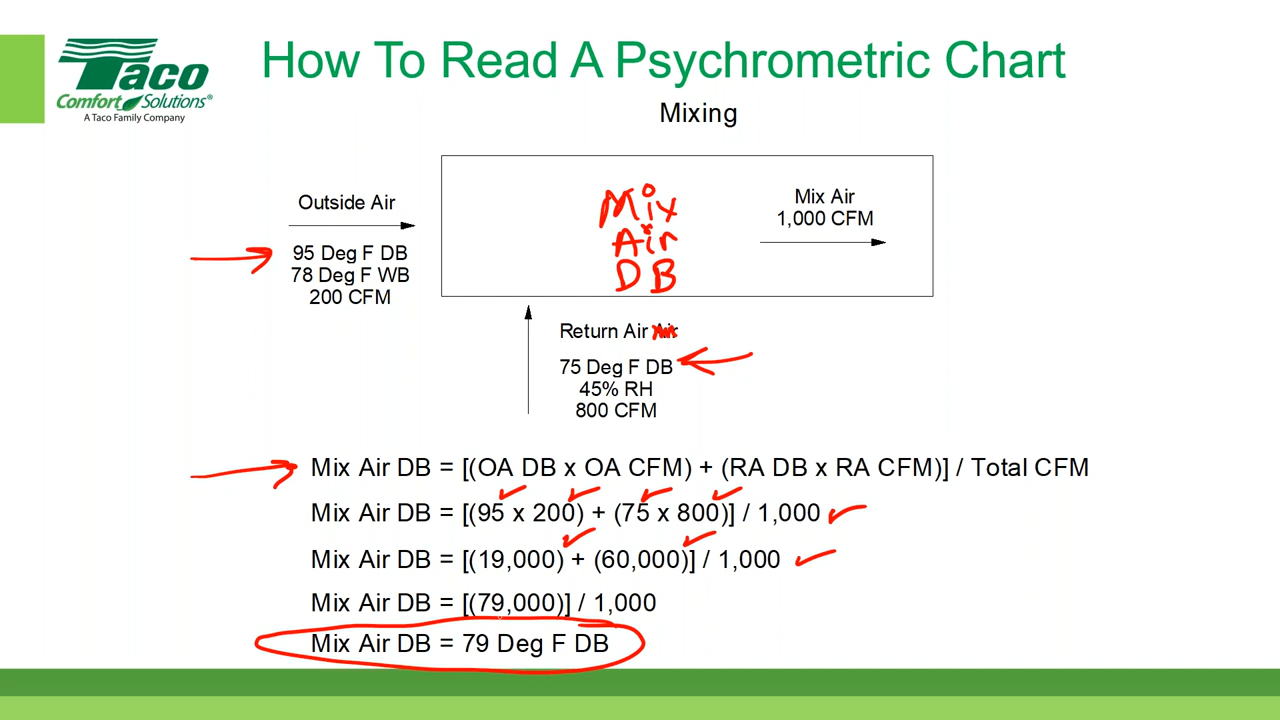 Taco
Comfort Solutions®
A Taco Family Company
How To Read A Psychrometric Chart
Mixing
Outside Air
95 Deg F DB
78 Deg F WB
200 CFM
Mix
Air
DB
Mix Air
1,000 CFM
Return Air Air
75 Deg F DB
45% RH
800 CFM
Mix Air DB = [(OA DB x OA CFM) + (RA DB x RA CFM)] / Total CFM
Mix Air DB = [(95 x 200) + (75 x 800)] / 1,000
Mix Air DB = [(19,000) + (60,000)] / 1,000
Mix Air DB = [(79,000)] / 1,000
Mix Air DB = 79 Deg F DB